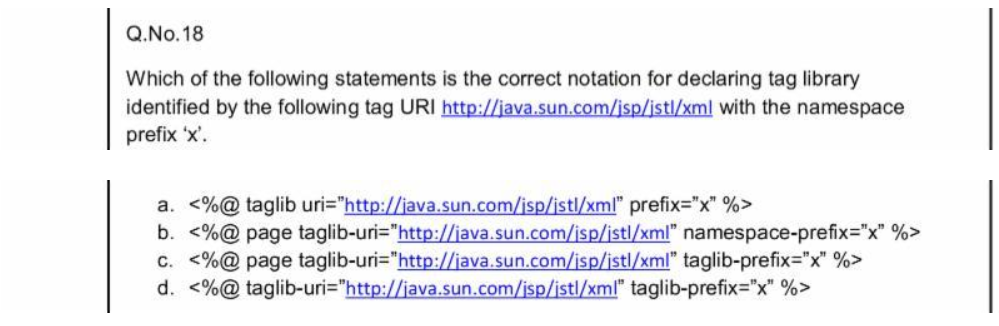 Q.No.18
Which of the following statements is the correct notation for declaring tag library
identified by the following tag URI http://java.sun.com/jsp/jstl/xml with the namespace
prefix ‘x’.
a. <%@ taglib uri=”http://java.sun.com/jsp/jstl/xml” prefix=”x” %>
b. <%@ page taglib-uri=”http://java.sun.com/jsp/jstl/xml” namespace-prefix=”x” %>
c. <%@ page taglib-uri=”http://java.sun.com/jsp/jstl/xml” taglib-prefix=”x” %>
d. <%@ taglib-uri=”http://java.sun.com/jsp/jstl/xml” taglib-prefix=”x” %>